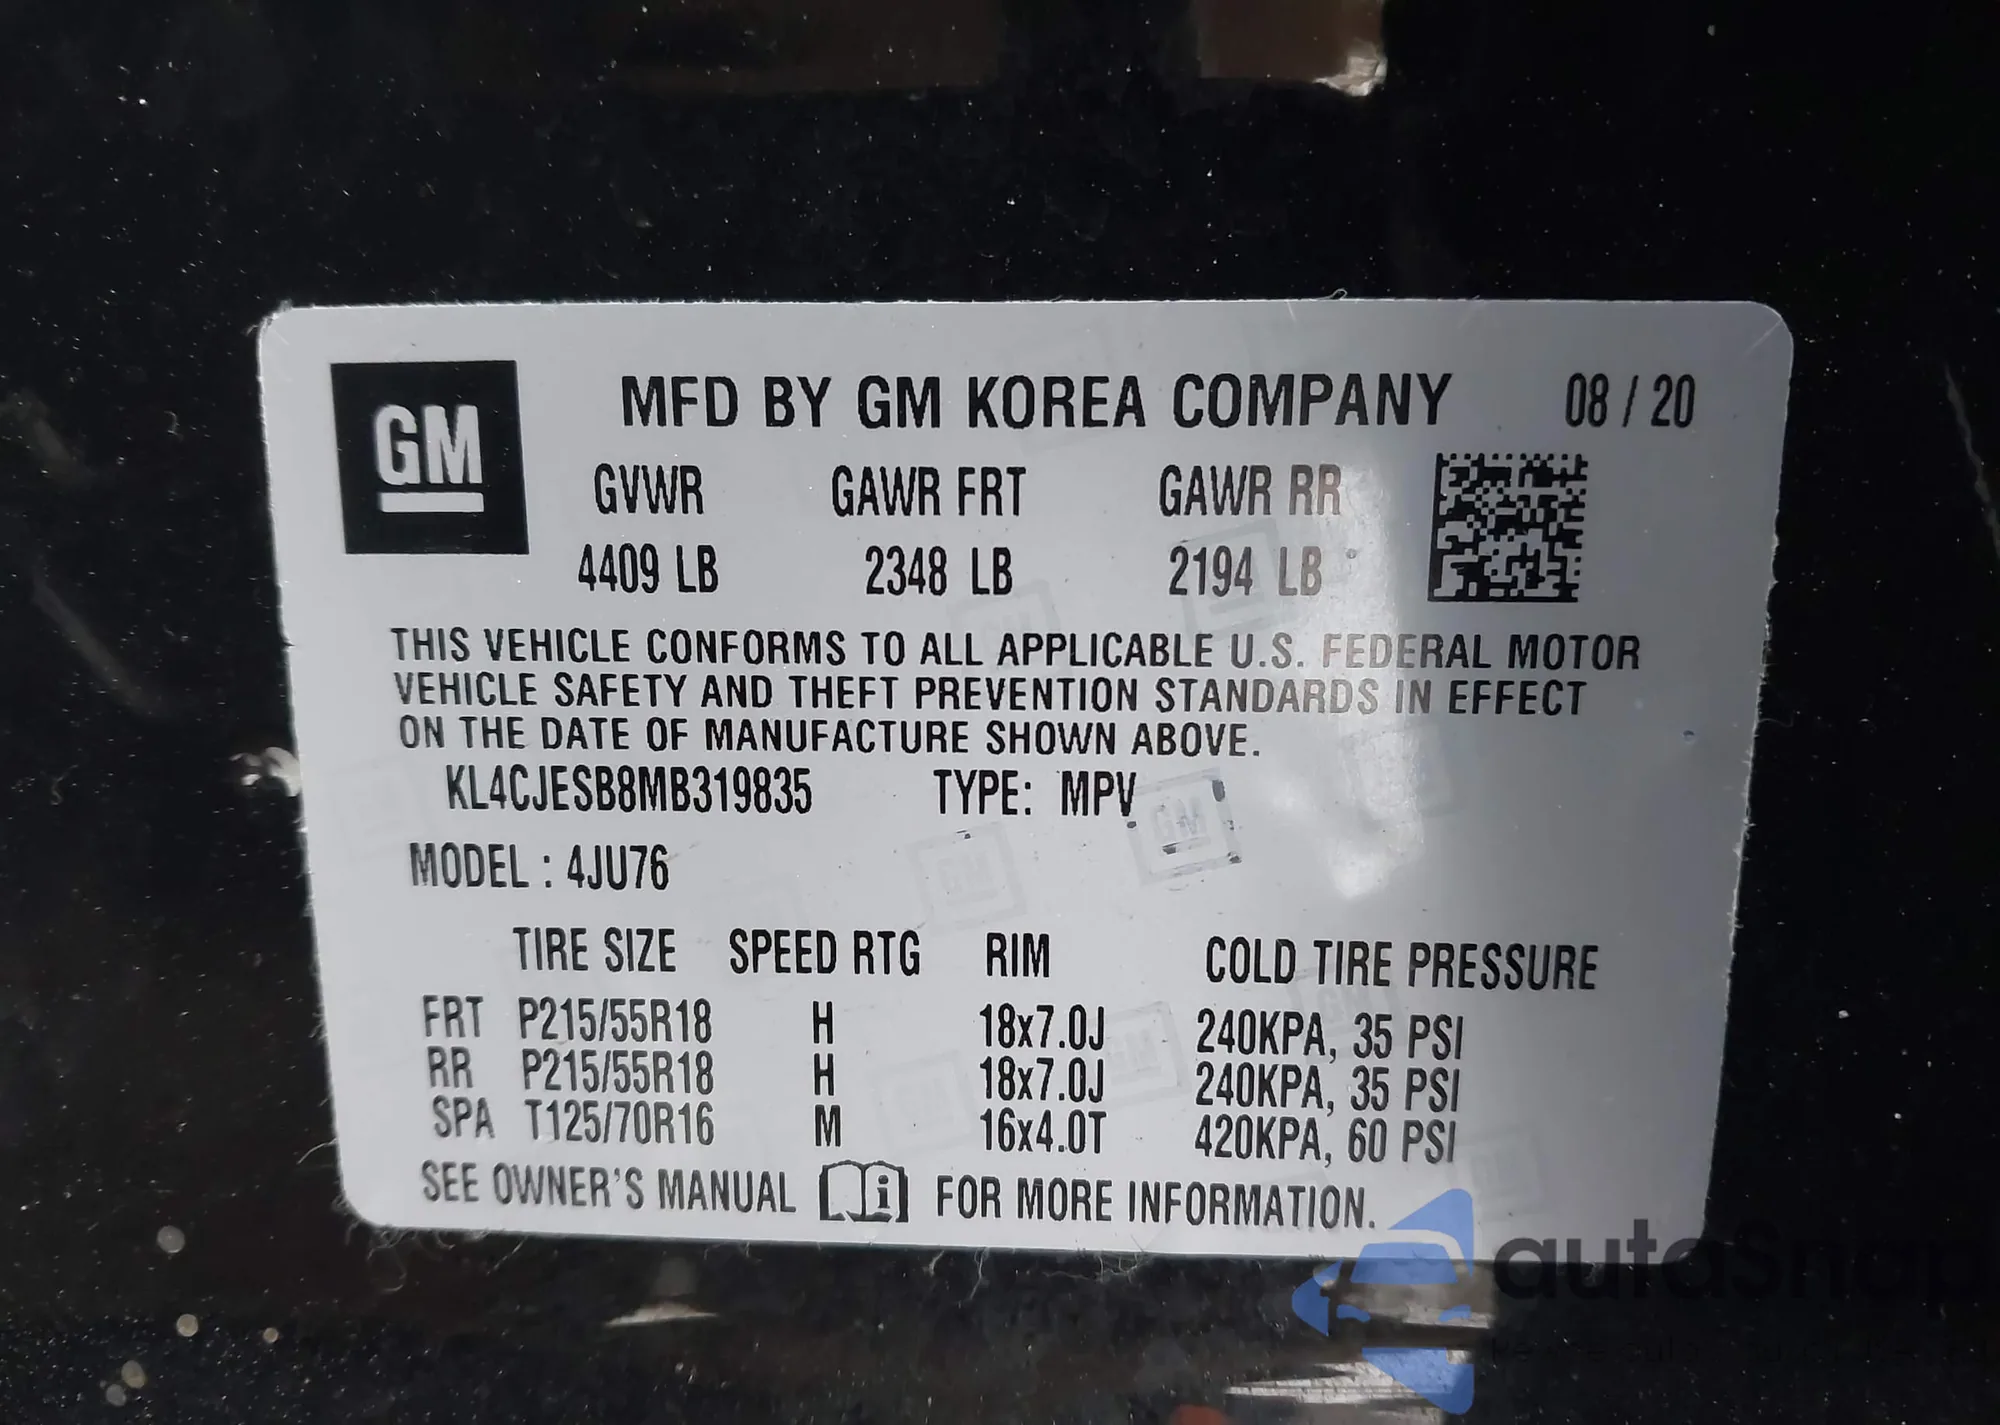 GM
MFD BY GM KOREA COMPANY 08 / 20
GVWR GAWR FRT GAWR RR
4409 LB 2348 LB 2194 LB
THIS VEHICLE CONFORMS TO ALL APPLICABLE U.S. FEDERAL MOTOR
VEHICLE SAFETY AND THEFT PREVENTION STANDARDS IN EFFECT
ON THE DATE OF MANUFACTURE SHOWN ABOVE.
KL4CJESB8MB319835 TYPE: MPV
MODEL : 4JU76
TIRE SIZE SPEED RTG RIM COLD TIRE PRESSURE
FRT P215/55R18 H 18x7.0J 240KPA, 35 PSI
RR P215/55R18 H 18x7.0J 240KPA, 35 PSI
SPA T125/70R16 M 16x4.0T 420KPA, 60 PSI
SEE OWNER'S MANUAL i FOR MORE INFORMATION.
autasnap